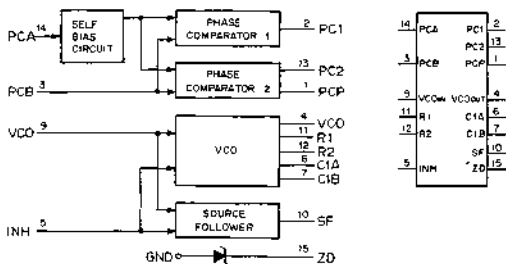 PCA 14
SELF
BIAS
CIRCUIT
PHASE
COMPARATOR 1
2 PC1
PCB 3
PHASE
COMPARATOR 2
13 PC2
1 PCP
VCO 9
VCO
4 VCO
11 R1
12 R2
6 C1A
7 C1B
INH 5
SOURCE
FOLLOWER
10 SF
GND
15 ZD
14 PCA
PC1 2
PC2 13
3 PCB
PCP 1
9 VCOIN
VCOOUT 4
11 R1
C1A 6
12 R2
C1B 7
SF 10
5 INH
ZD 15